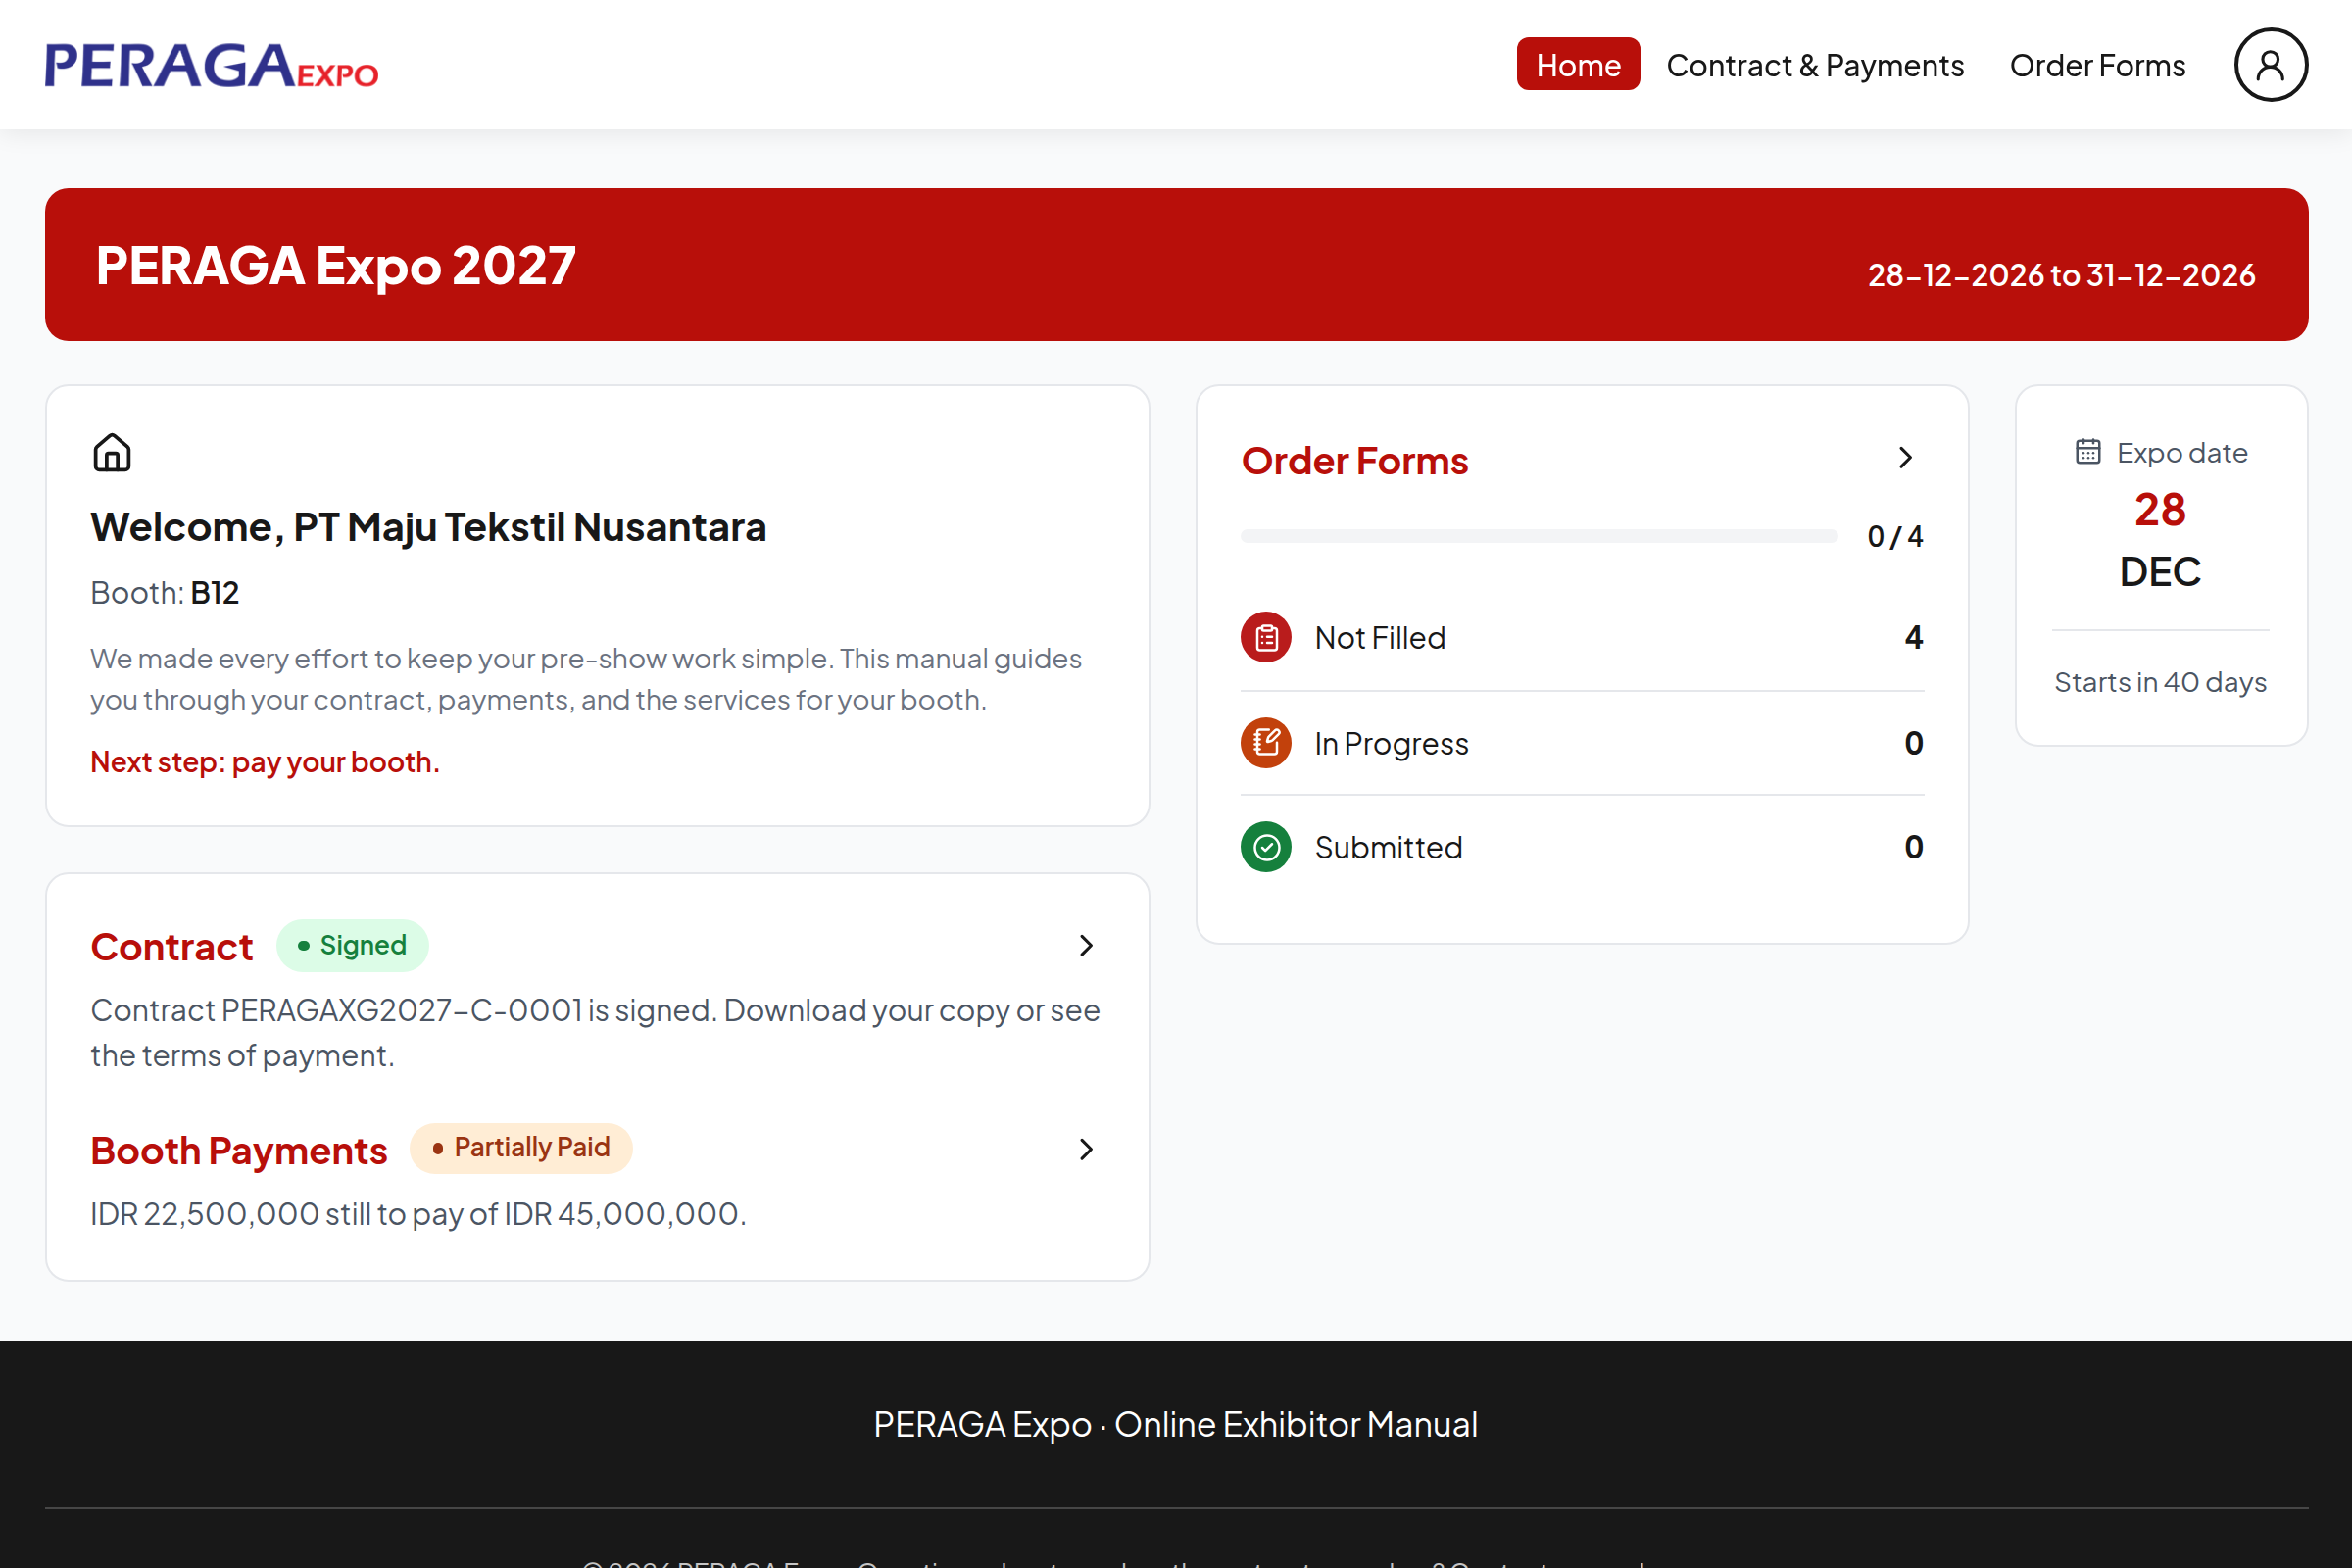 PERAGA EXPO
Home
Contract & Payments
Order Forms
PERAGA Expo 2027
28-12-2026 to 31-12-2026
Welcome, PT Maju Tekstil Nusantara
Booth: B12
We made every effort to keep your pre-show work simple. This manual guides
you through your contract, payments, and the services for your booth.
Next step: pay your booth.
Contract
Signed
Contract PERAGAXG2027-C-0001 is signed. Download your copy or see
the terms of payment.
Booth Payments
Partially Paid
IDR 22,500,000 still to pay of IDR 45,000,000.
Order Forms
0 / 4
Not Filled
4
In Progress
0
Submitted
0
Expo date
28
DEC
Starts in 40 days
PERAGA Expo · Online Exhibitor Manual